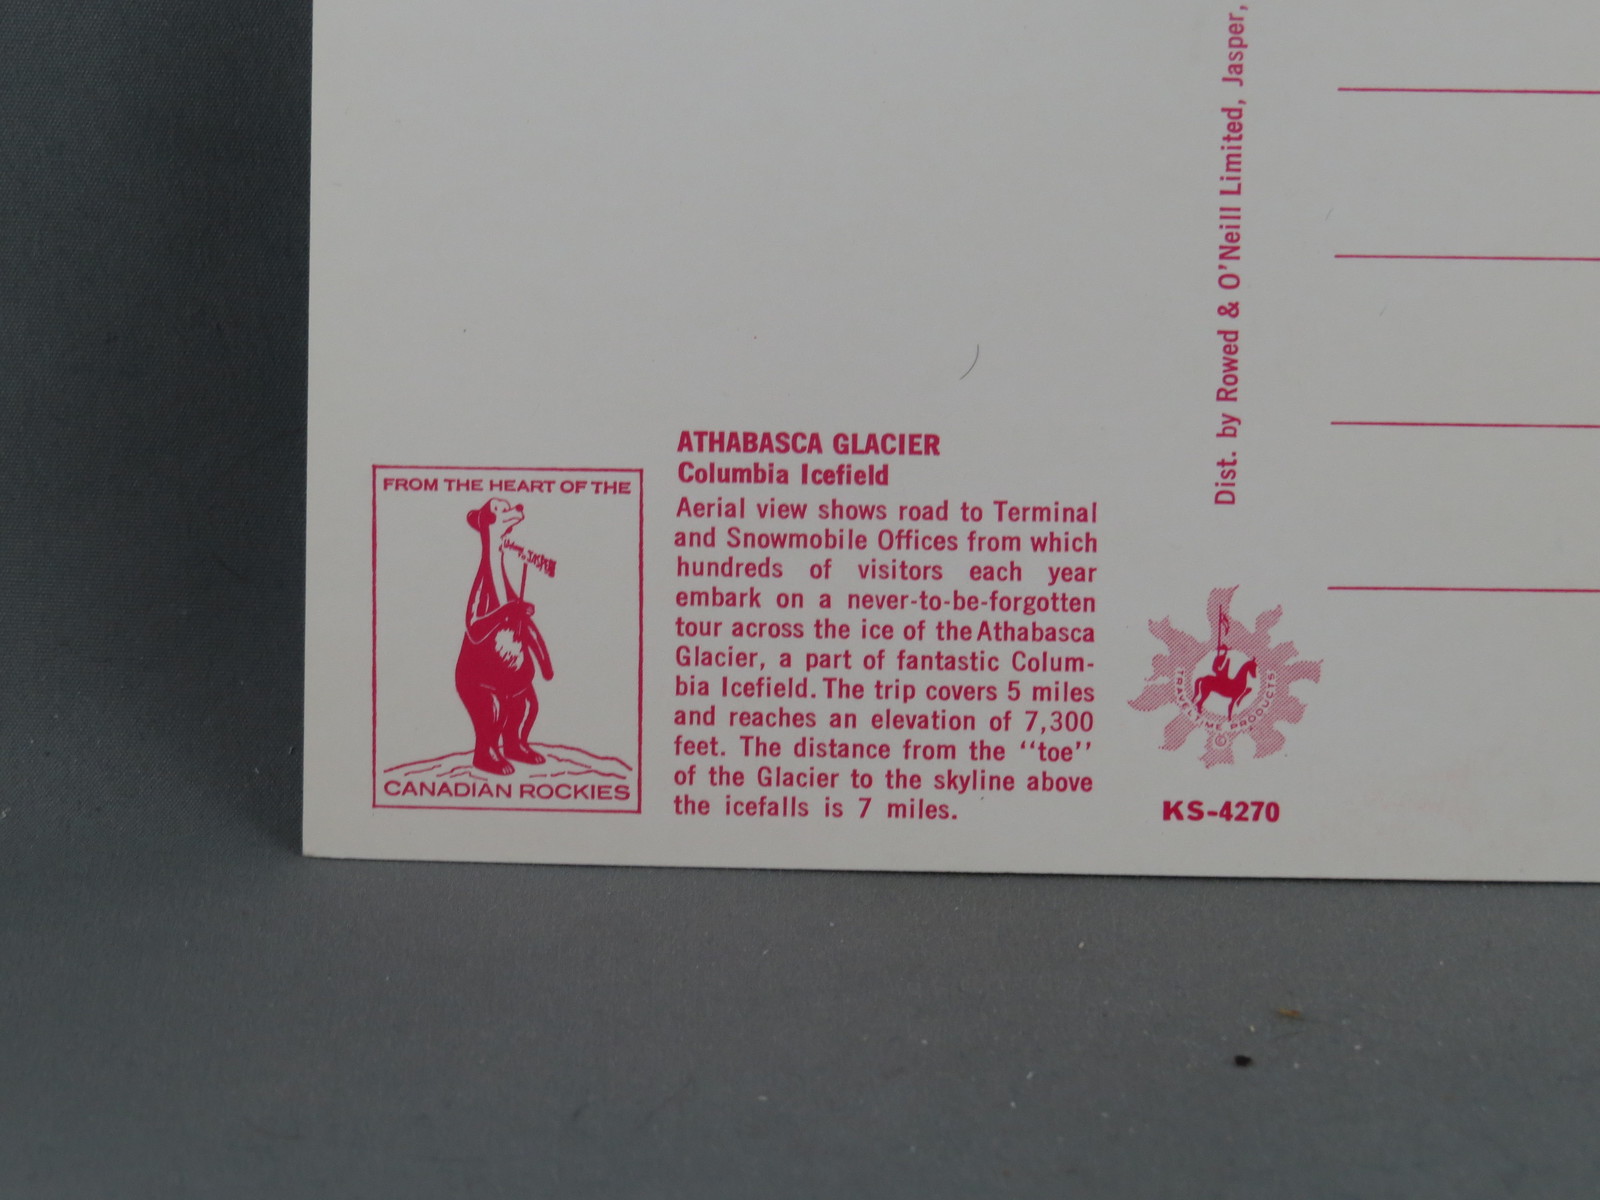 FROM THE HEART OF THE
JASPER
CANADIAN ROCKIES
ATHABASCA GLACIER
Columbia Icefield
Aerial view shows road to Terminal
and Snowmobile Offices from which
hundreds of visitors each year
embark on a never-to-be-forgotten
tour across the ice of the Athabasca
Glacier, a part of fantastic Colum-
bia Icefield. The trip covers 5 miles
and reaches an elevation of 7,300
feet. The distance from the "toe"
of the Glacier to the skyline above
the icefalls is 7 miles.
Dist. by Rowed & O'Neill Limited, Jasper,
TRAVELTIME PRODUCTS
©
KS-4270